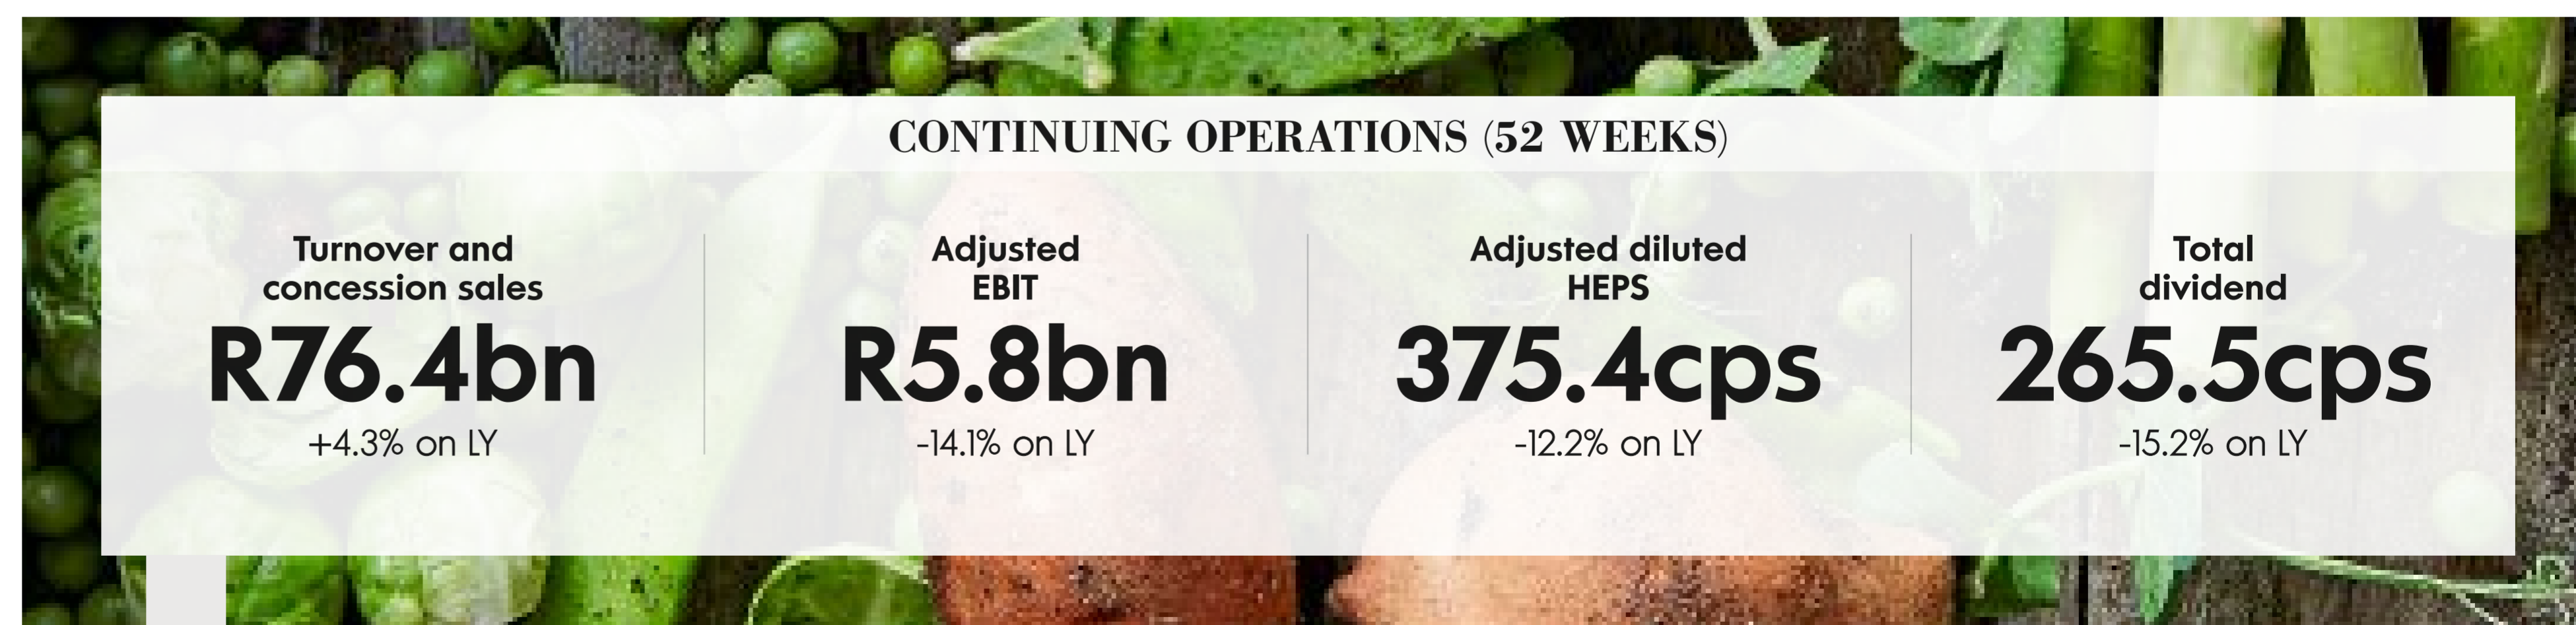 CONTINUING OPERATIONS (52 WEEKS)
Turnover and
concession sales
R76.4bn
+4.3% on LY
Adjusted
EBIT
R5.8bn
-14.1% on LY
Adjusted diluted
HEPS
375.4cps
-12.2% on LY
Total
dividend
265.5cps
-15.2% on LY